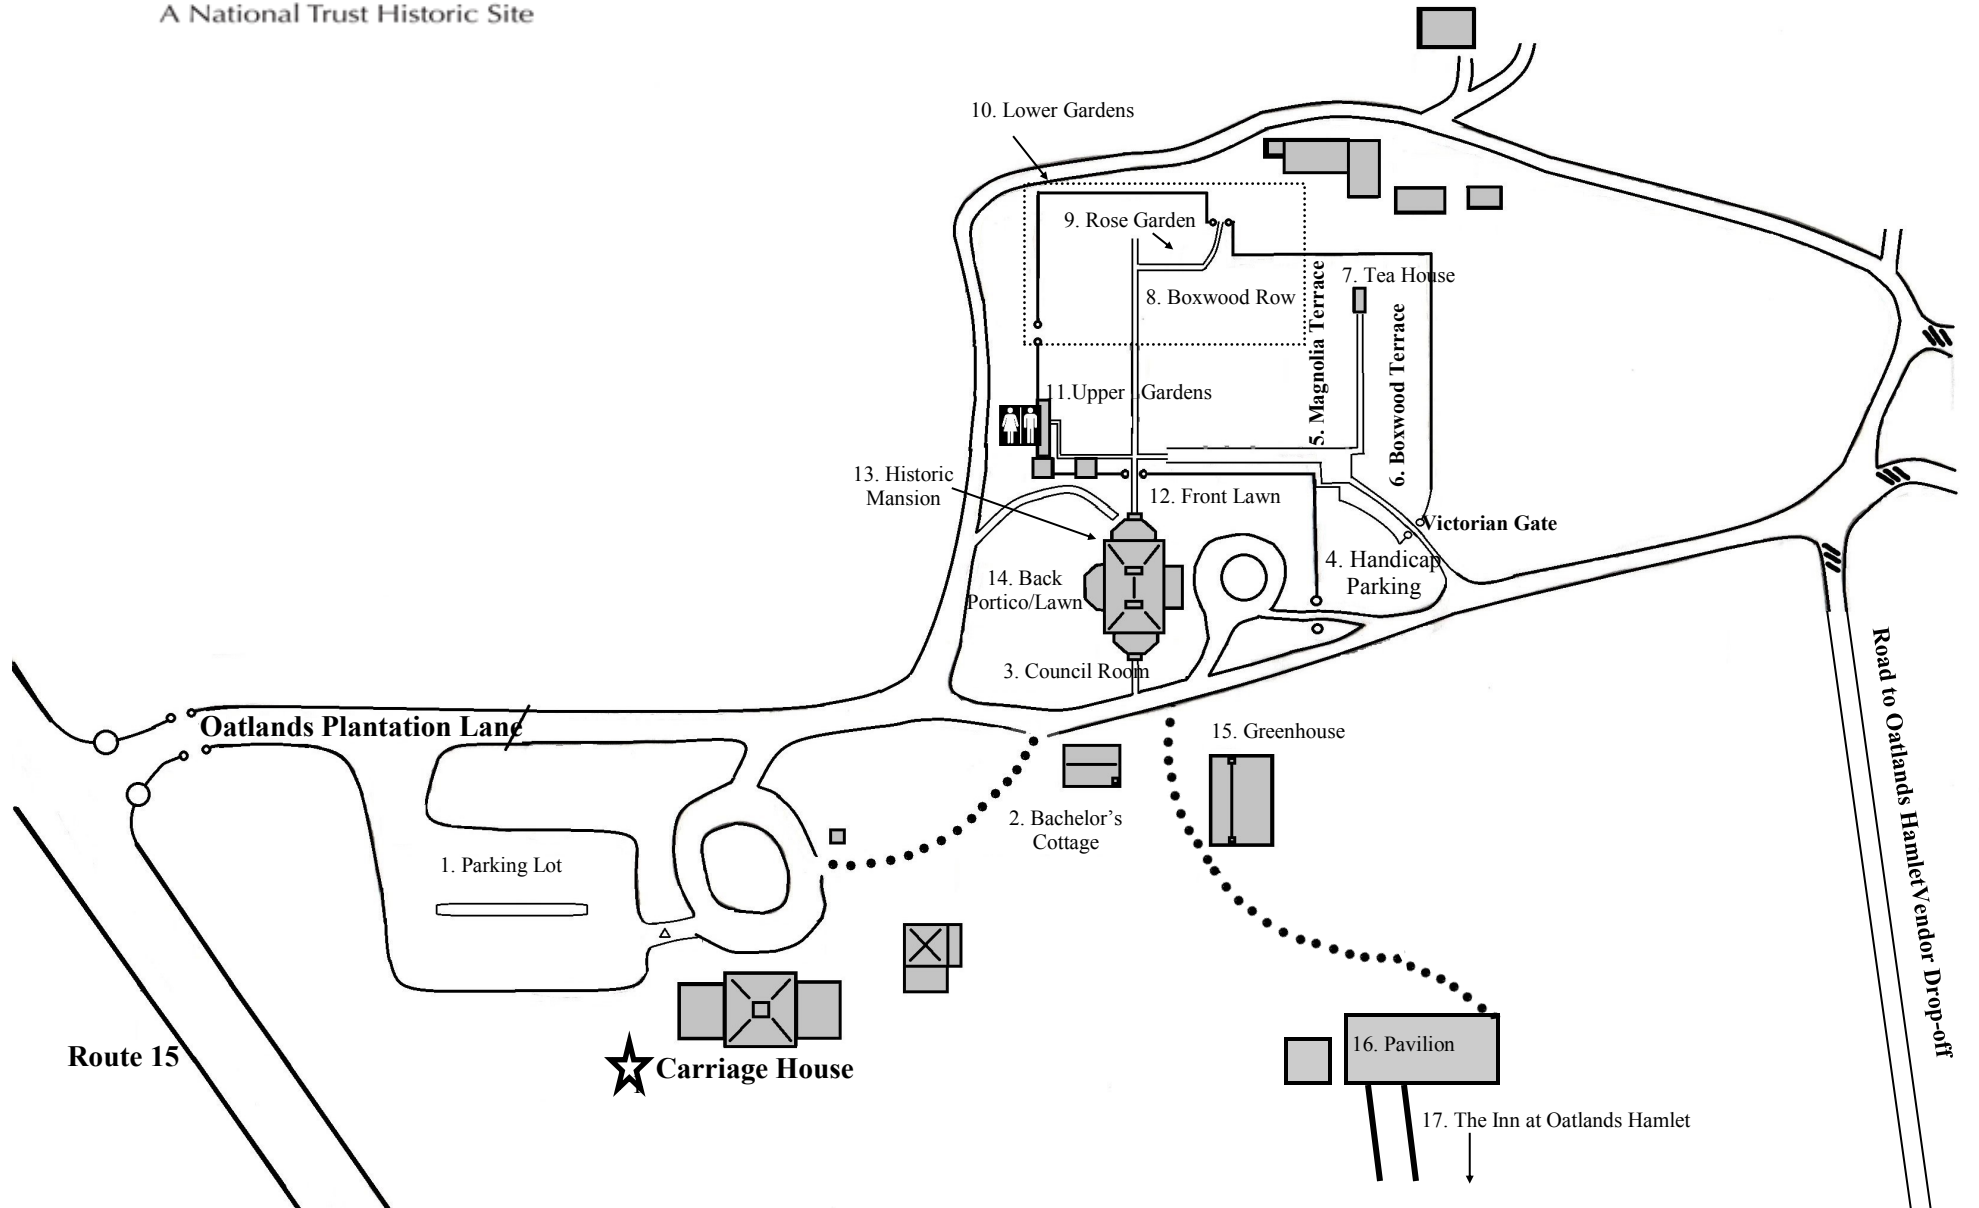 A National Trust Historic Site
10. Lower Gardens
9. Rose Garden
7. Tea House
8. Boxwood Row
5. Magnolia Terrace
6. Boxwood Terrace
11.Upper Gardens
13. Historic
Mansion
12. Front Lawn
Victorian Gate
4. Handicap
Parking
14. Back
Portico/Lawn
3. Council Room
Oatlands Plantation Lane
15. Greenhouse
2. Bachelor's
Cottage
1. Parking Lot
Road to Oatlands HamletVendor Drop-off
Route 15
Carriage House
16. Pavilion
17. The Inn at Oatlands Hamlet